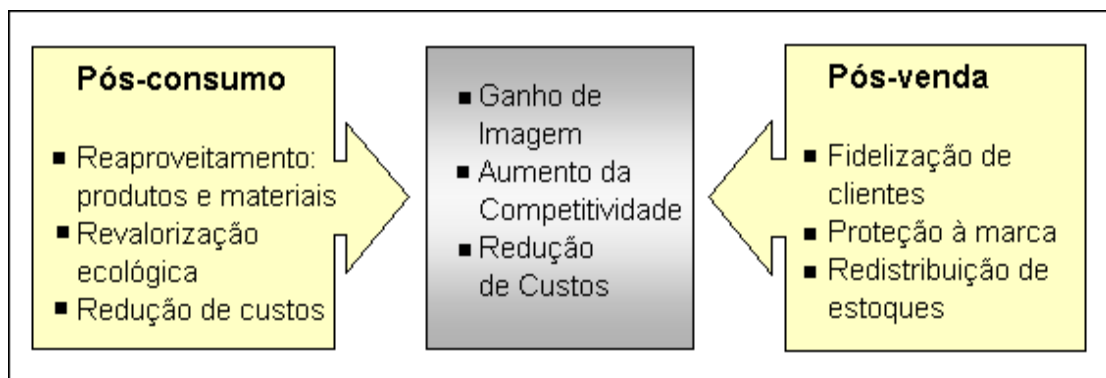 Pós-consumo
■ Reaproveitamento:
produtos e materiais
■ Revalorização
ecológica
■ Redução de custos
■ Ganho de
Imagem
■ Aumento da
Competitividade
■ Redução
de Custos
Pós-venda
■ Fidelização de
clientes
■ Proteção à marca
■ Redistribuição de
estoques